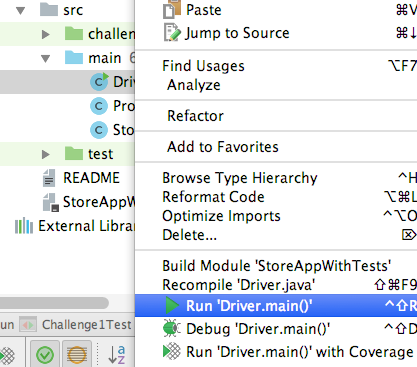 src
Paste ⌘V
challen
Jump to Source ⌘↓
main 6
Find Usages ⌥F7
Dri
Analyze
Pro
Refactor
Sto
test
Add to Favorites
README
Browse Type Hierarchy ^H
StoreAppW
Reformat Code ⌥⌘L
External Librar
Optimize Imports ^⌥O
Delete... ⌦
Build Module 'StoreAppWithTests'
Recompile 'Driver.java' ⇧⌘F9
Run 'Driver.main()' ^⇧R
un Challenge1Test
Debug 'Driver.main()' ^⇧D
Run 'Driver.main()' with Coverage
a
z